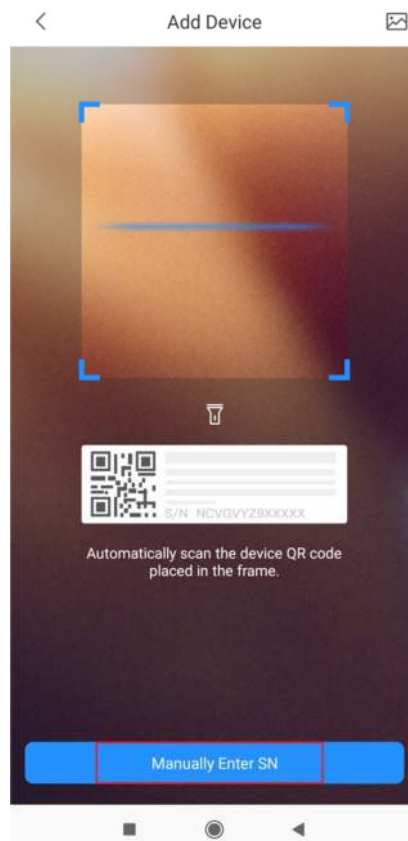 Add Device
S/N NCVGVYZ9XXXXX
Automatically scan the device QR code
placed in the frame.
Manually Enter SN